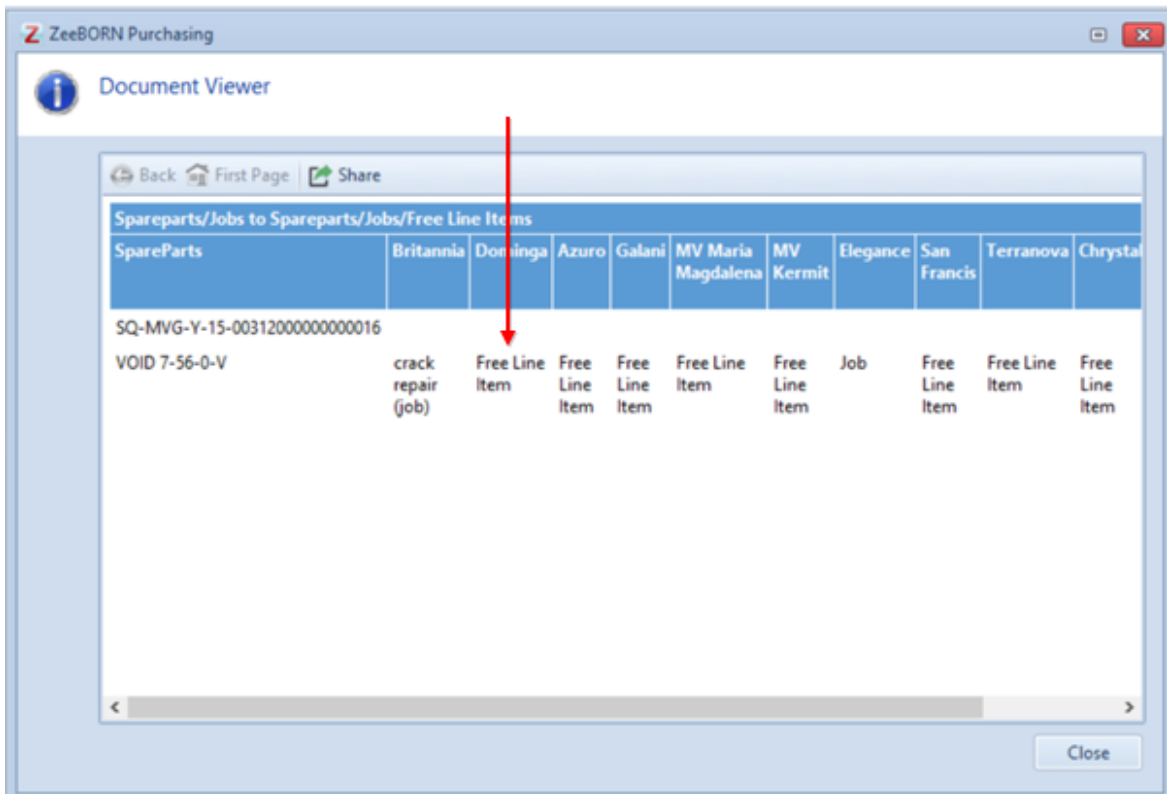 ZeeBORN Purchasing
Document Viewer
Back First Page Share
Spareparts/Jobs to Spareparts/Jobs/Free Line Items
SpareParts Britannia Dominga Azuro Galani MV Maria MV Elegance San Terranova Chrystal
Magdalena Kermit Francis
SQ-MVG-Y-15-00312000000000016
VOID 7-56-0-V crack Free Line Free Free Free Line Free Job Free Free Line Free
repair Item Line Line Item Line Line Item Line
(job) Item Item Item Item Item
Close